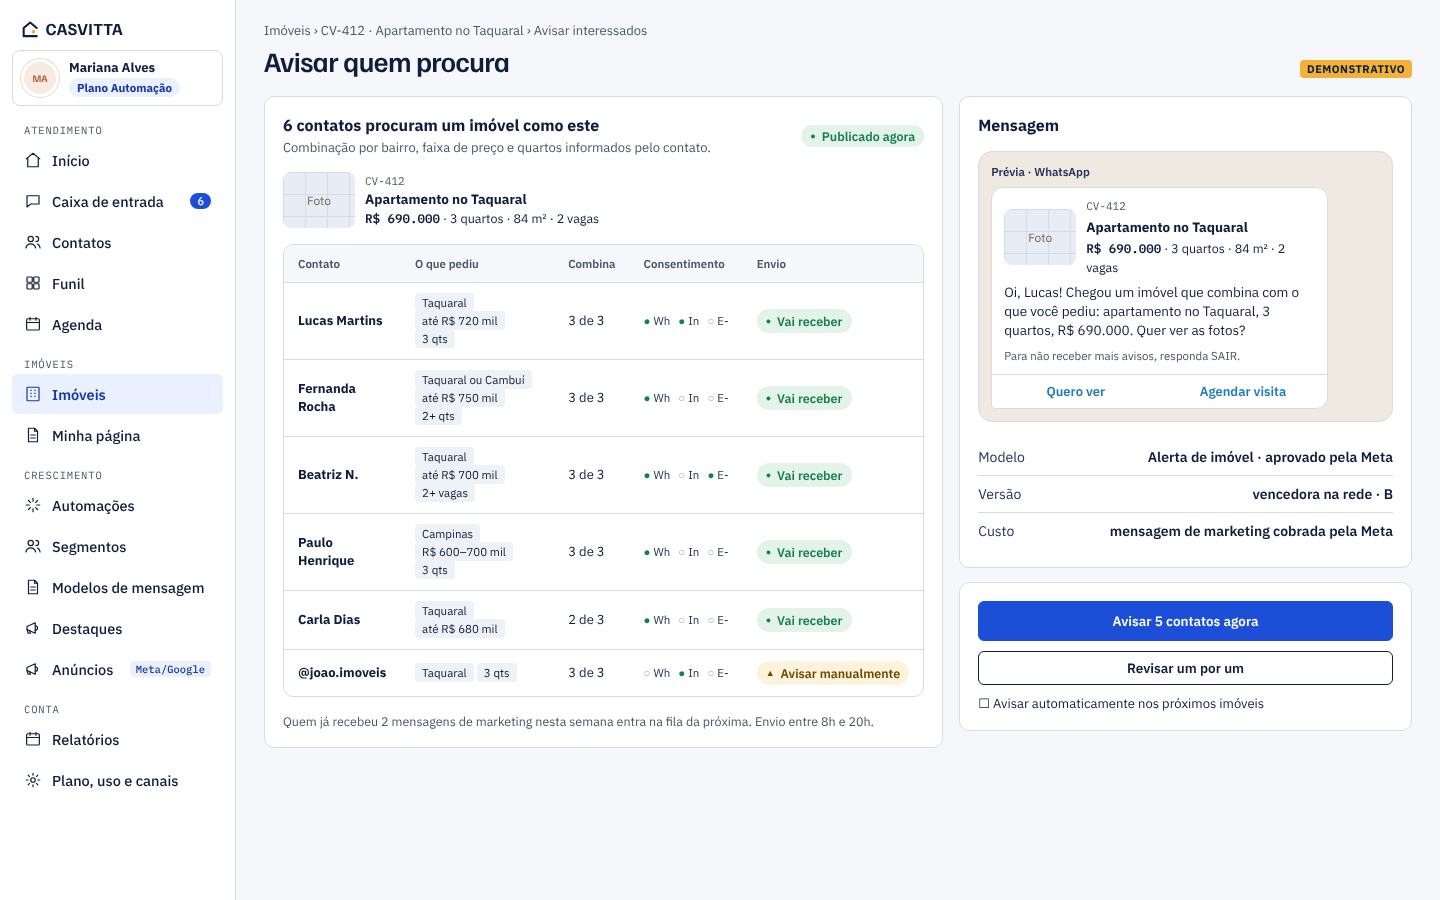 CASVITTA
MA
Mariana Alves
Plano Automação
ATENDIMENTO
Início
Caixa de entrada
6
Contatos
Funil
Agenda
IMÓVEIS
Imóveis
Minha página
CRESCIMENTO
Automações
Segmentos
Modelos de mensagem
Destaques
Anúncios
Meta/Google
CONTA
Relatórios
Plano, uso e canais
Imóveis › CV-412 · Apartamento no Taquaral › Avisar interessados
Avisar quem procura
DEMONSTRATIVO
6 contatos procuram um imóvel como este
Combinação por bairro, faixa de preço e quartos informados pelo contato.
Publicado agora
Foto
CV-412
Apartamento no Taquaral
R$ 690.000 · 3 quartos · 84 m² · 2 vagas
Contato O que pediu Combina Consentimento Envio
Lucas Martins
Taquaral
até R$ 720 mil
3 qts
3 de 3
● Wh ● In ○ E-
Vai receber
Fernanda
Rocha
Taquaral ou Cambuí
até R$ 750 mil
2+ qts
3 de 3
● Wh ○ In ○ E-
Vai receber
Beatriz N.
Taquaral
até R$ 700 mil
2+ vagas
3 de 3
● Wh ○ In ● E-
Vai receber
Paulo
Henrique
Campinas
R$ 600–700 mil
3 qts
3 de 3
● Wh ○ In ○ E-
Vai receber
Carla Dias
Taquaral
até R$ 680 mil
2 de 3
● Wh ○ In ○ E-
Vai receber
@joao.imoveis
Taquaral 3 qts
3 de 3
○ Wh ● In ○ E-
▲ Avisar manualmente
Quem já recebeu 2 mensagens de marketing nesta semana entra na fila da próxima. Envio entre 8h e 20h.
Mensagem
Prévia · WhatsApp
Foto
CV-412
Apartamento no Taquaral
R$ 690.000 · 3 quartos · 84 m² · 2
vagas
Oi, Lucas! Chegou um imóvel que combina com o
que você pediu: apartamento no Taquaral, 3
quartos, R$ 690.000. Quer ver as fotos?
Para não receber mais avisos, responda SAIR.
Quero ver Agendar visita
Modelo Alerta de imóvel · aprovado pela Meta
Versão vencedora na rede · B
Custo mensagem de marketing cobrada pela Meta
Avisar 5 contatos agora
Revisar um por um
☐ Avisar automaticamente nos próximos imóveis